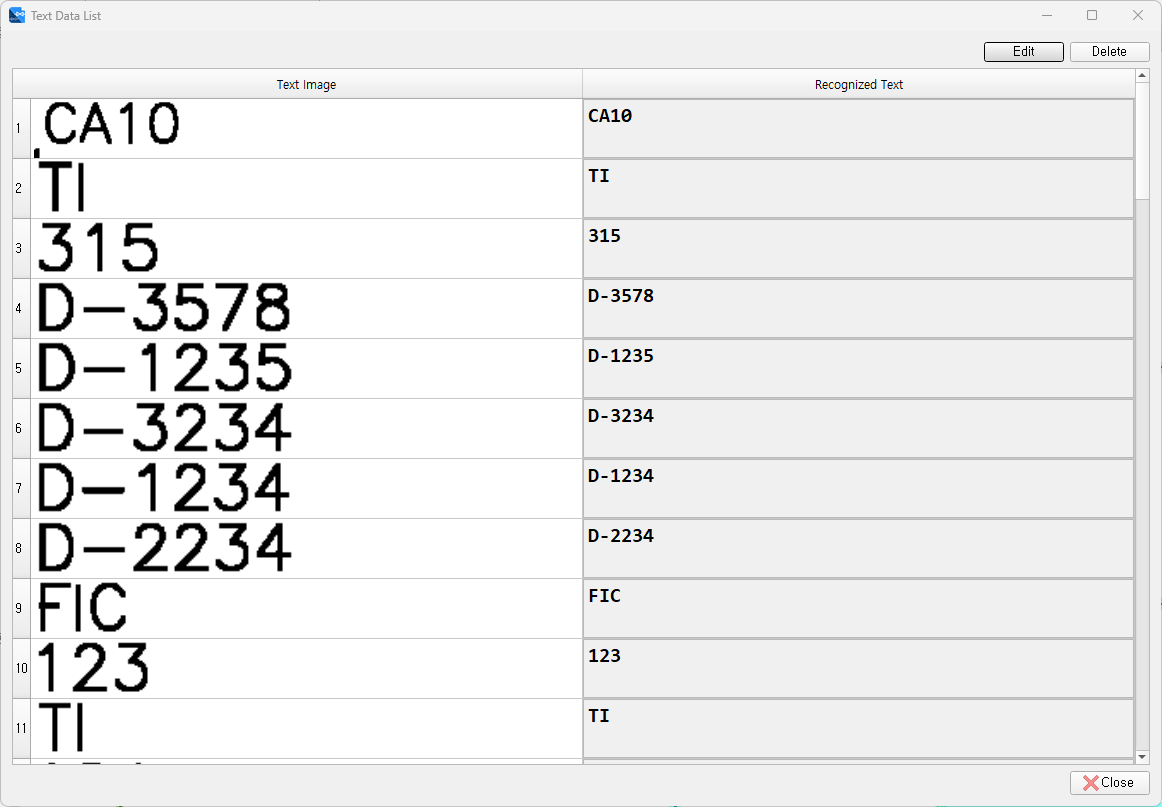 Text Data List
Edit
Delete
Text Image
Recognized Text
1
CA10
CA10
2
TI
TI
3
315
315
4
D-3578
D-3578
5
D-1235
D-1235
6
D-3234
D-3234
7
D-1234
D-1234
8
D-2234
D-2234
9
FIC
FIC
10
123
123
11
TI
TI
Close